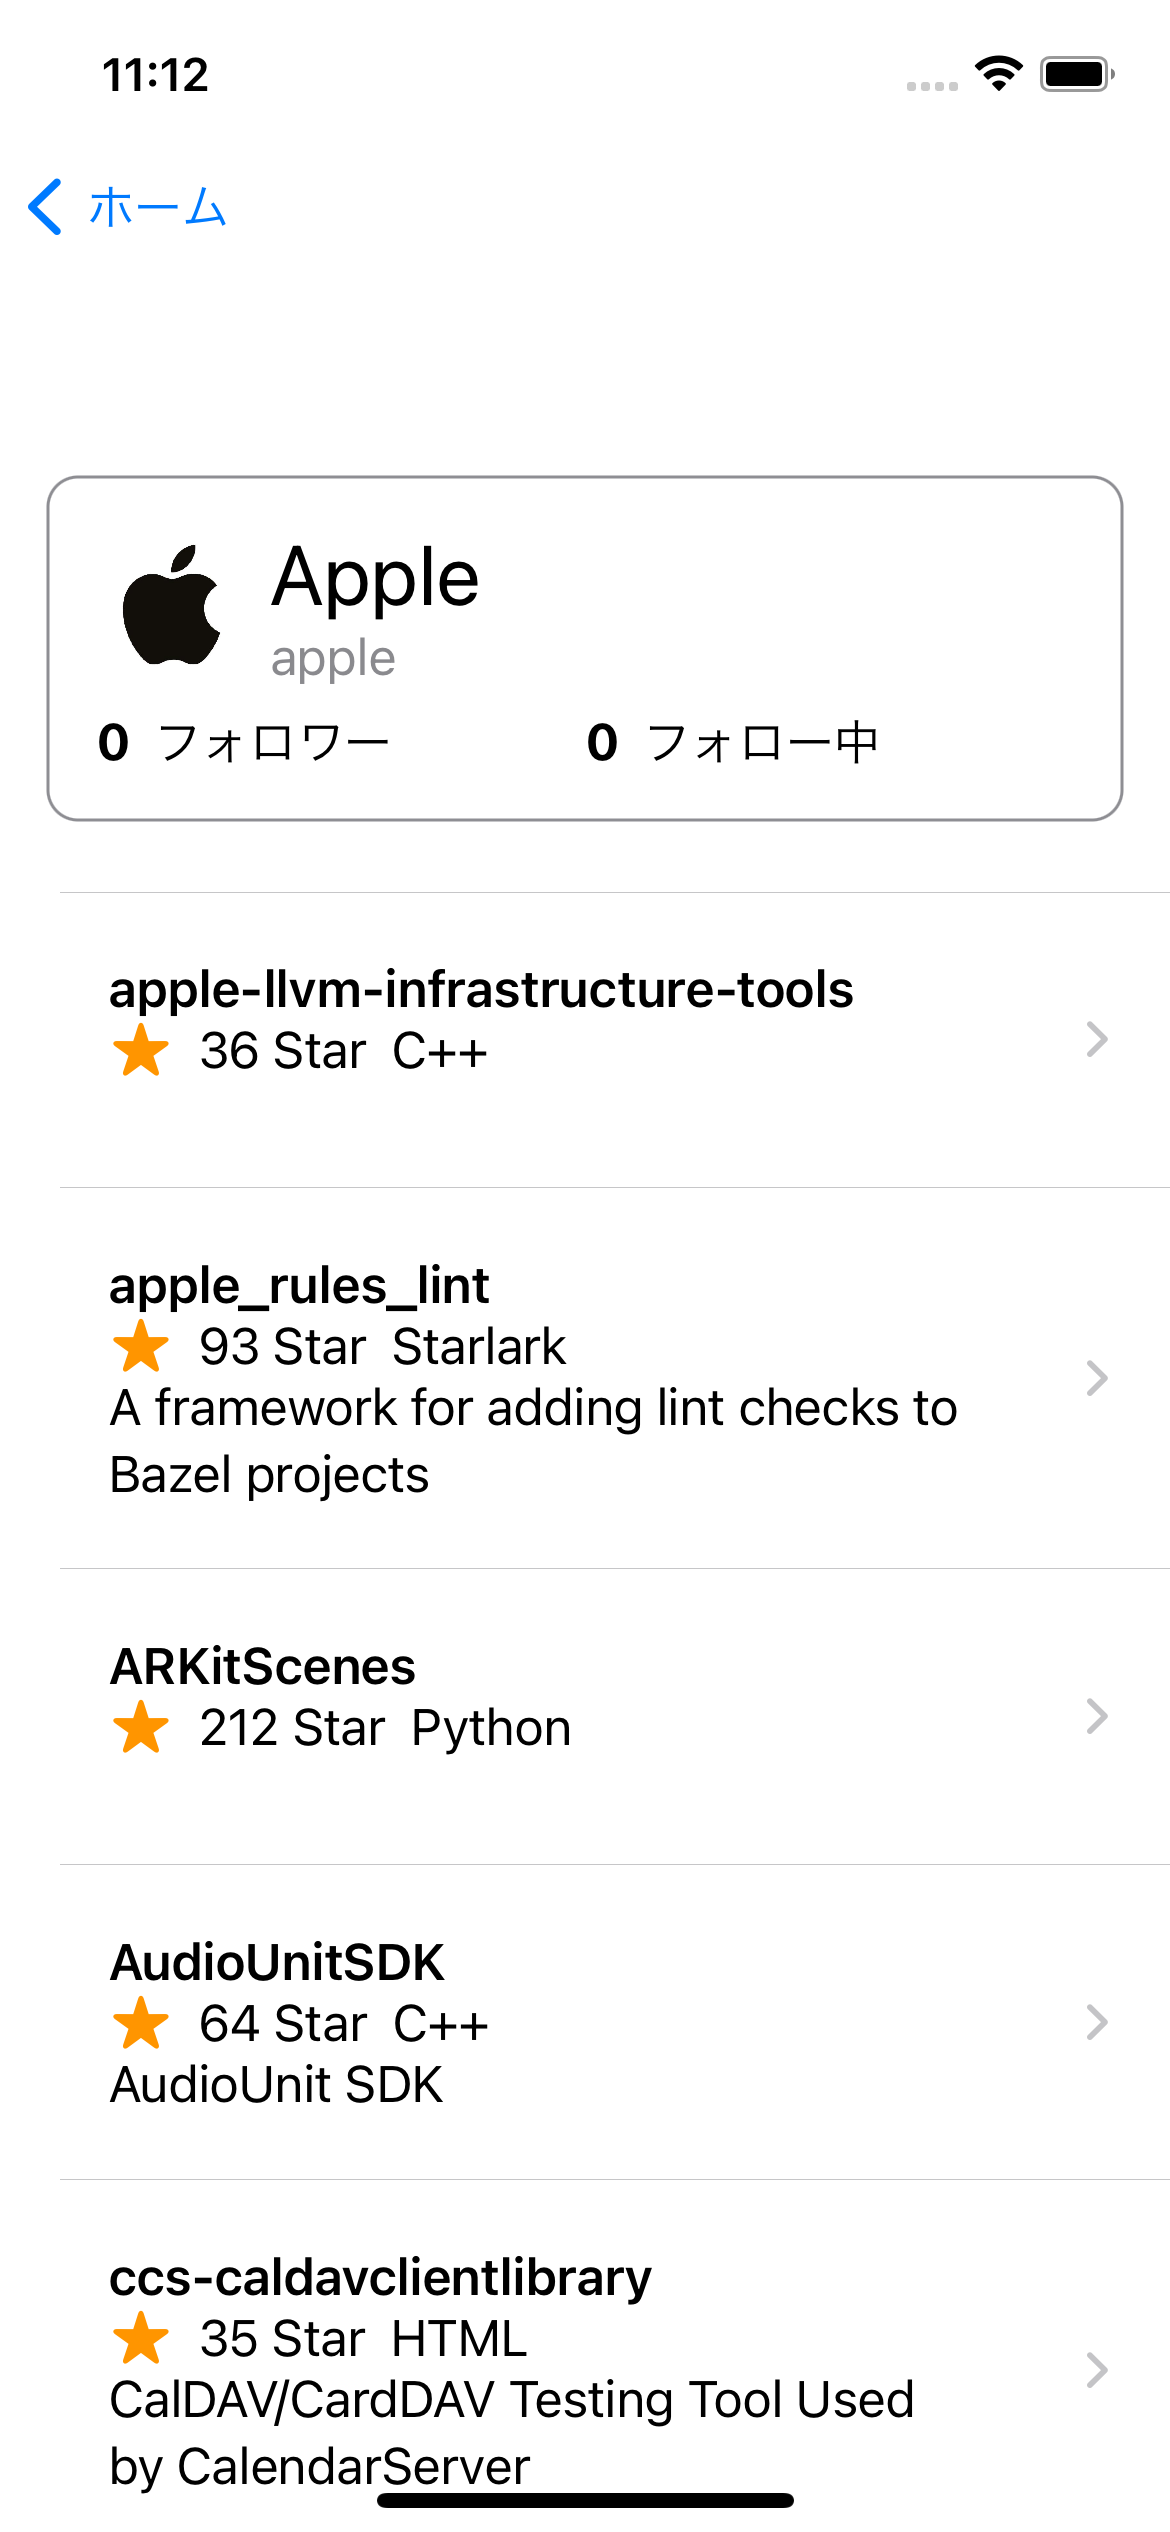 11:12
ホーム
Apple
apple
0 フォロワー 0 フォロー中
apple-llvm-infrastructure-tools
36 Star C++
apple_rules_lint
93 Star Starlark
A framework for adding lint checks to
Bazel projects
ARKitScenes
212 Star Python
AudioUnitSDK
64 Star C++
AudioUnit SDK
ccs-caldavclientlibrary
35 Star HTML
CalDAV/CardDAV Testing Tool Used
by CalendarServer